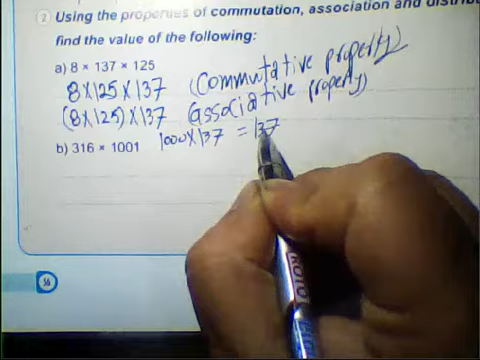 2 Using the properties of commutation, association and distrib
find the value of the following:
a) 8 × 137 × 125
8 × 125 × 137 (Commutative property)
(8 × 125) × 137 (associative property)
1000 × 137 = 137
b) 316 × 1001
56